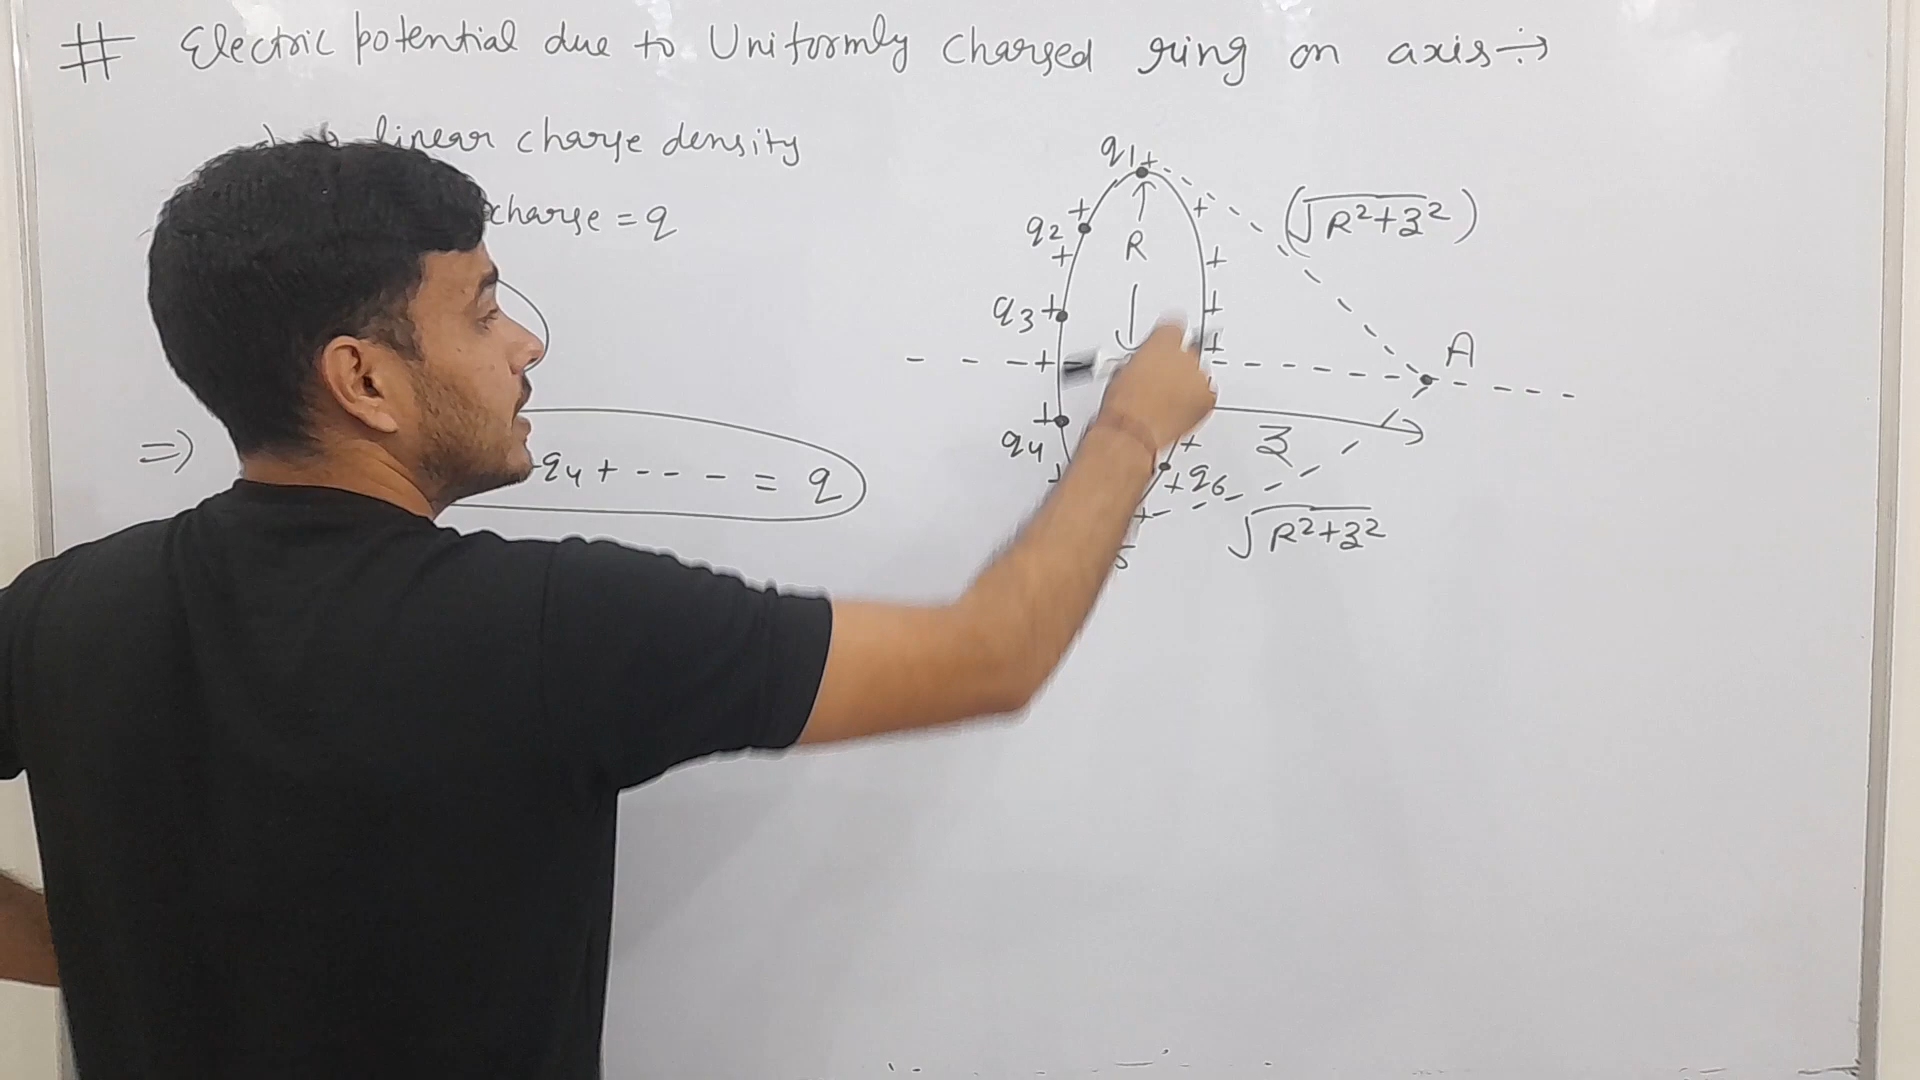 # Electric potential due to Uniformly Charged ring on axis ÷→
linear charge density
charge = q
=> q4 + - - - = q
q1
q2
q3
q4
5
q6
R
(√R²+z²)
A
z
√R²+z²